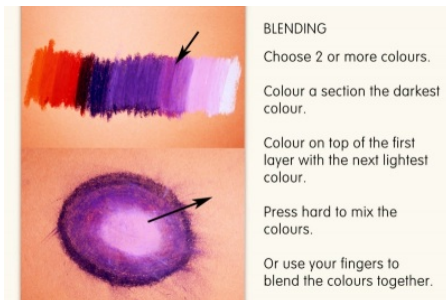 BLENDING
Choose 2 or more colours.
Colour a section the darkest
colour.
Colour on top of the first
layer with the next lightest
colour.
Press hard to mix the
colours.
Or use your fingers to
blend the colours together.